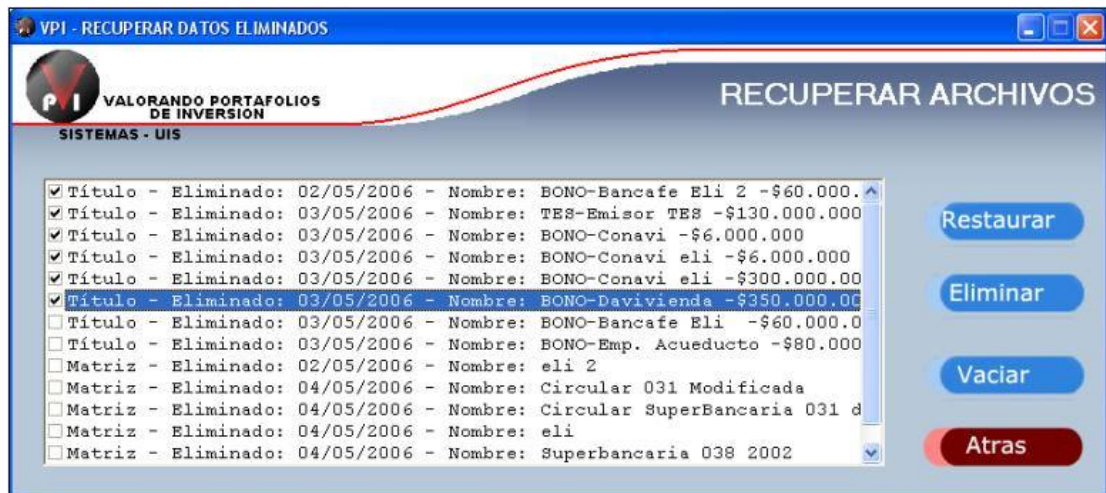 VPI - RECUPERAR DATOS ELIMINADOS
PVI
VALORANDO PORTAFOLIOS
DE INVERSION
SISTEMAS - UIS
RECUPERAR ARCHIVOS
Título - Eliminado: 02/05/2006 - Nombre: BONO-Bancafe Eli 2 -$60.000.
Título - Eliminado: 03/05/2006 - Nombre: TES-Emisor TES -$130.000.000
Título - Eliminado: 03/05/2006 - Nombre: BONO-Conavi -$6.000.000
Título - Eliminado: 03/05/2006 - Nombre: BONO-Conavi eli -$6.000.000
Título - Eliminado: 03/05/2006 - Nombre: BONO-Conavi eli -$300.000.00
Título - Eliminado: 03/05/2006 - Nombre: BONO-Davivienda -$350.000.00
Título - Eliminado: 03/05/2006 - Nombre: BONO-Bancafe Eli -$60.000.0
Título - Eliminado: 03/05/2006 - Nombre: BONO-Emp. Acueducto -$80.000
Matriz - Eliminado: 02/05/2006 - Nombre: eli 2
Matriz - Eliminado: 04/05/2006 - Nombre: Circular 031 Modificada
Matriz - Eliminado: 04/05/2006 - Nombre: Circular SuperBancaria 031 d
Matriz - Eliminado: 04/05/2006 - Nombre: eli
Matriz - Eliminado: 04/05/2006 - Nombre: Superbancaria 038 2002
Restaurar
Eliminar
Vaciar
Atras